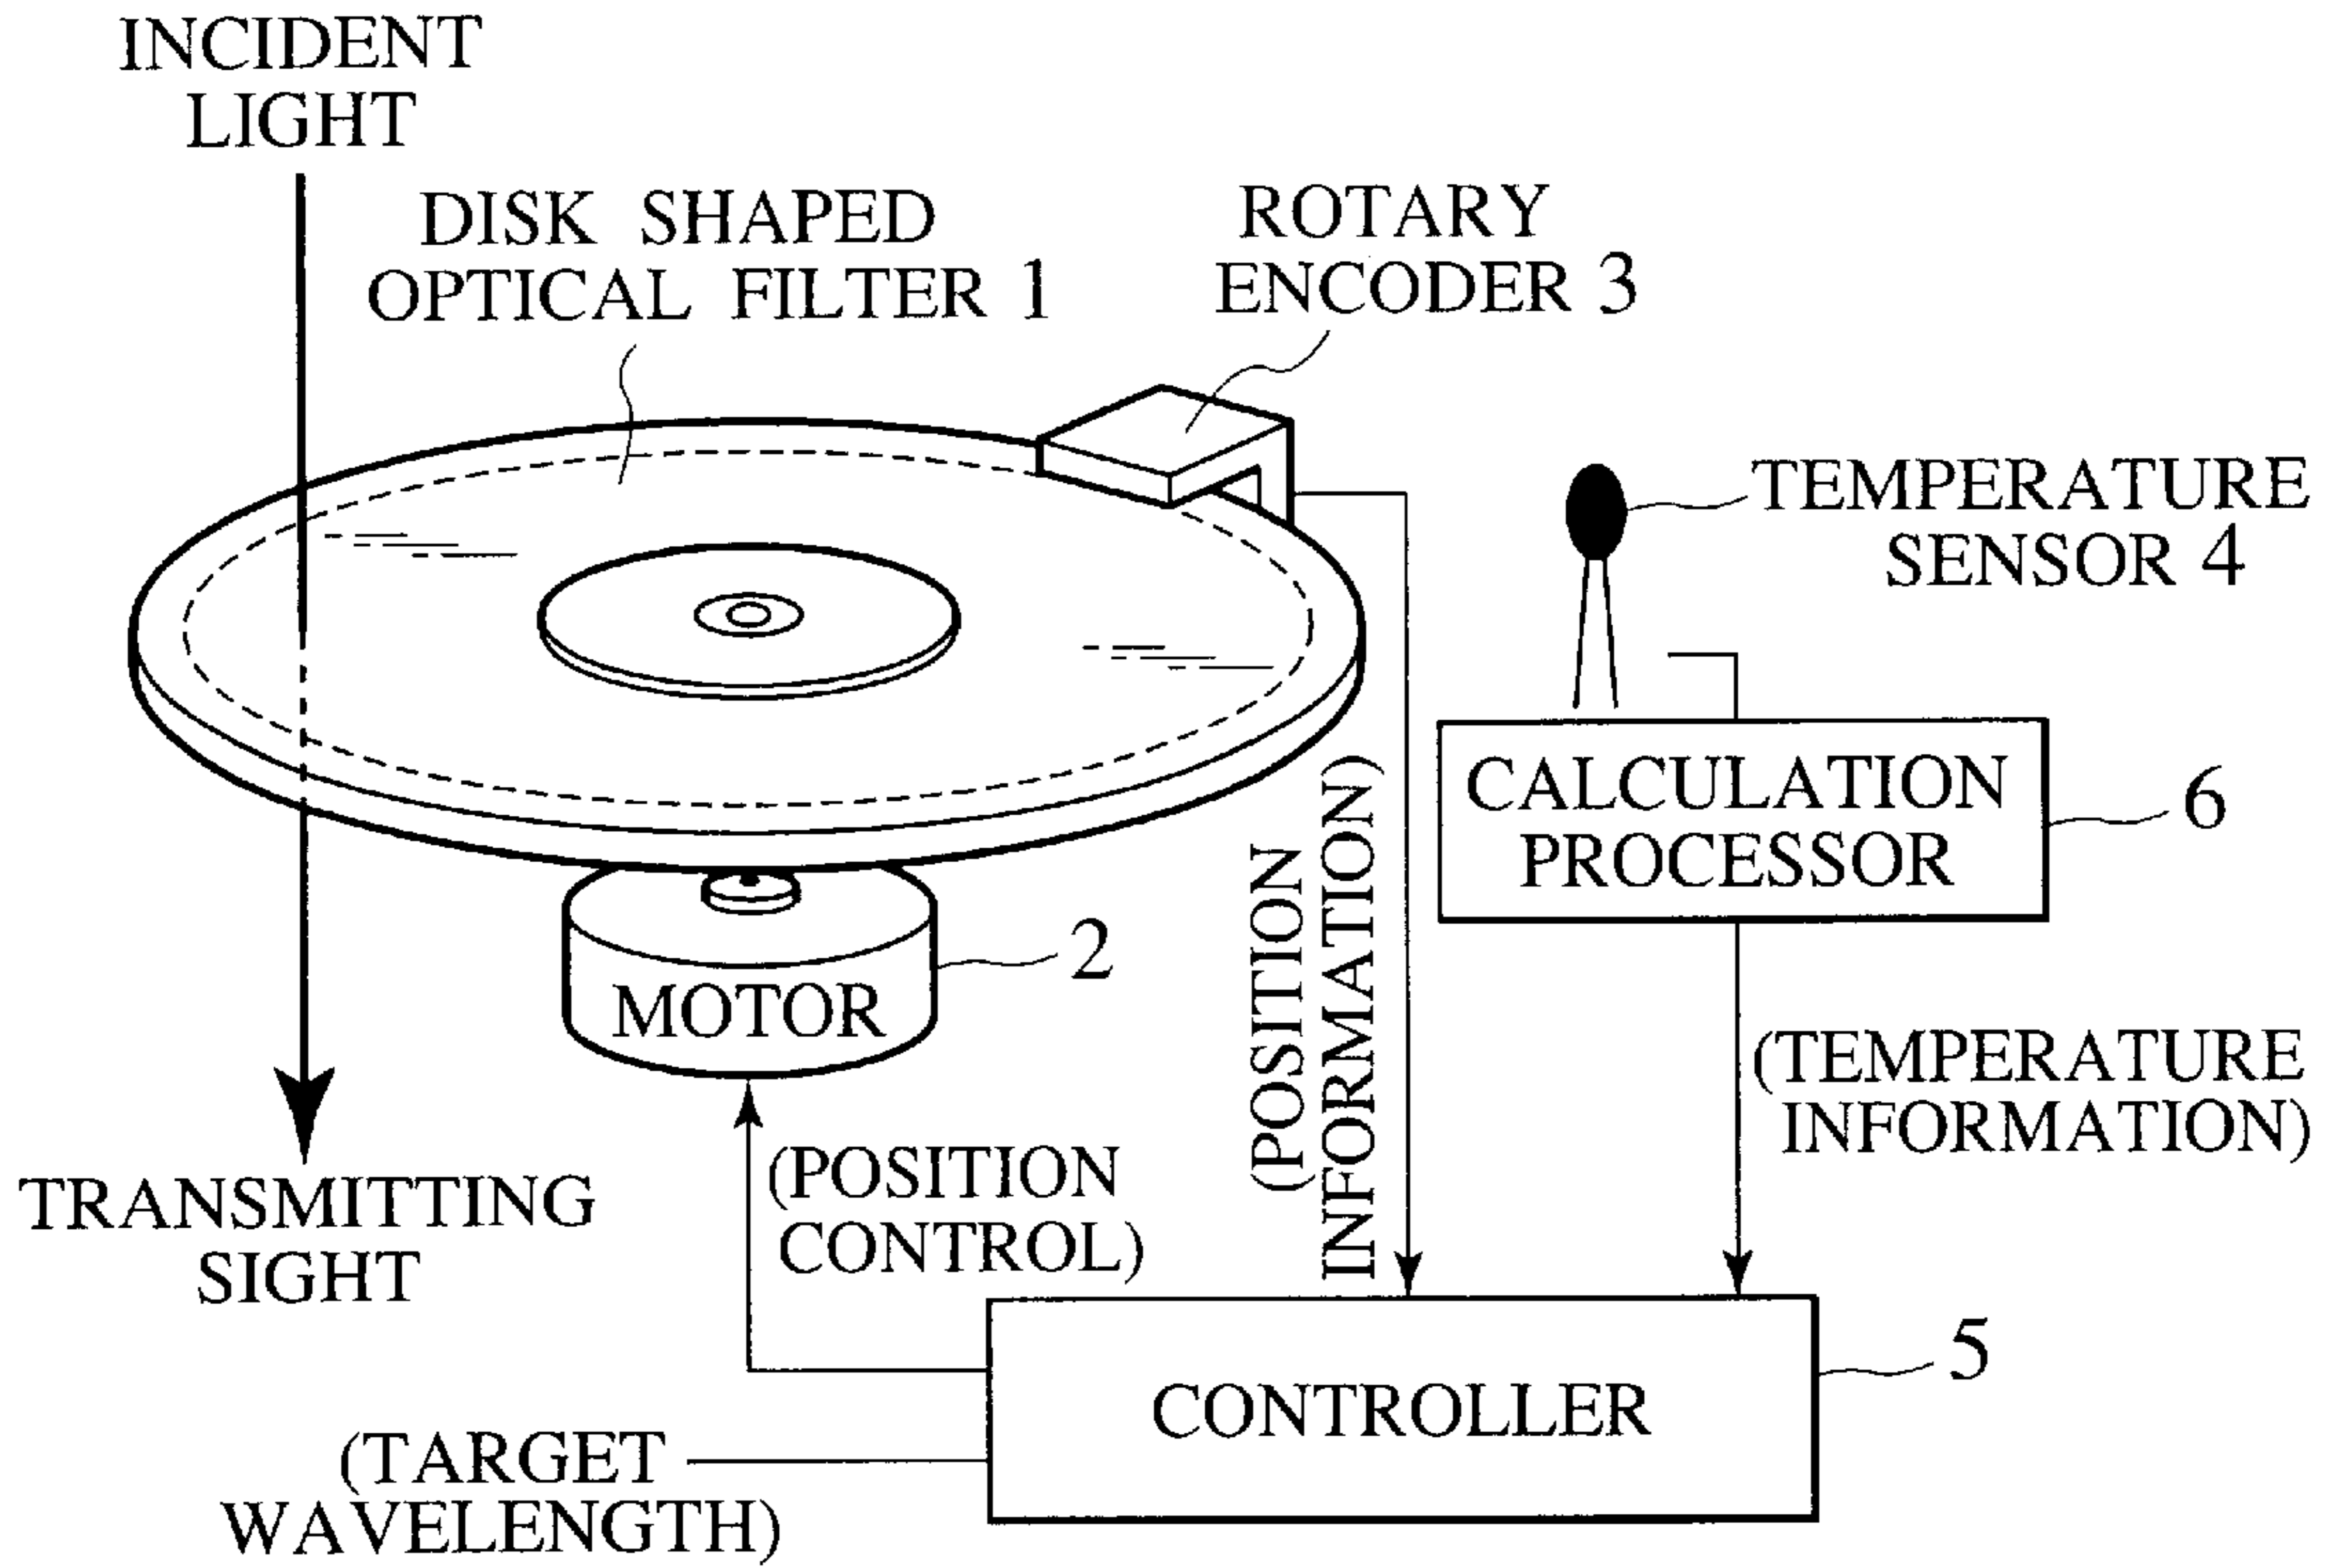 INCIDENT
LIGHT
DISK SHAPED
OPTICAL FILTER 1
ROTARY
ENCODER 3
TEMPERATURE
SENSOR 4
CALCULATION
PROCESSOR
6
MOTOR
2
(POSITION
INFORMATION)
(TEMPERATURE
INFORMATION)
TRANSMITTING
SIGHT
(POSITION
CONTROL)
CONTROLLER
5
(TARGET
WAVELENGTH)